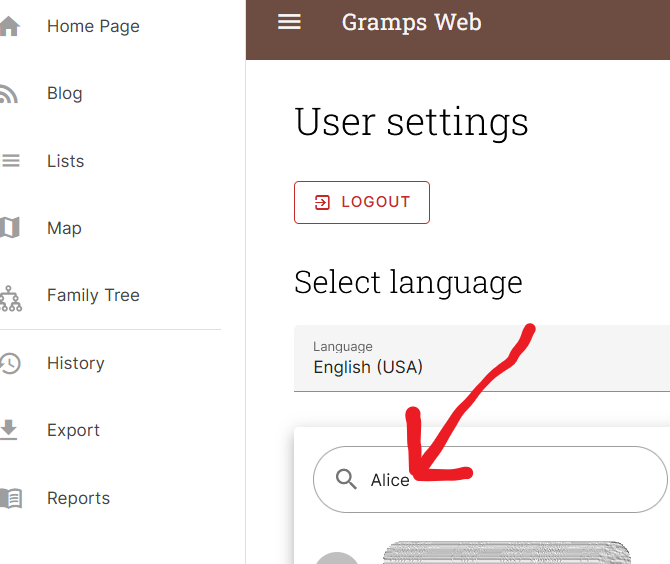 Home Page
Blog
Lists
Map
Family Tree
History
Export
Reports
Gramps Web
User settings
LOGOUT
Select language
Language
English (USA)
Alice